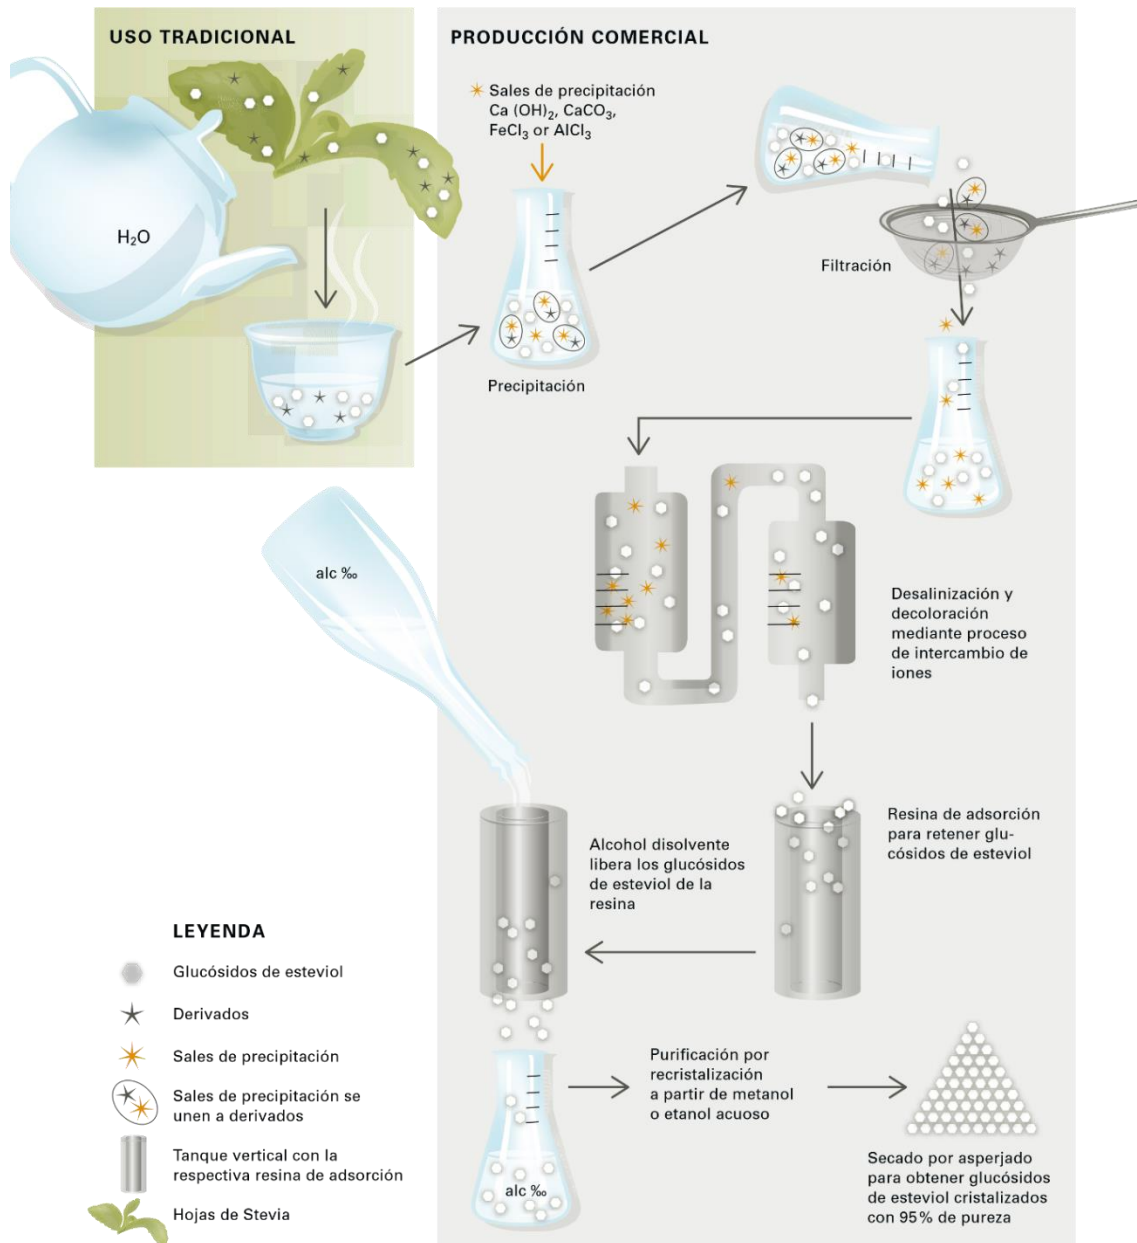 USO TRADICIONAL
H₂O
PRODUCCIÓN COMERCIAL
Sales de precipitación
Ca (OH)₂, CaCO₃,
FeCl₃ or AlCl₃
Precipitación
Filtración
Desalinización y
decoloración
mediante proceso
de intercambio de
iones
Resina de adsorción
para retener glu-
cósidos de esteviol
alc ‰
Alcohol disolvente
libera los glucósidos
de esteviol de la
resina
alc ‰
Purificación por
recristalización
a partir de metanol
o etanol acuoso
Secado por asperjado
para obtener glucósidos
de esteviol cristalizados
con 95% de pureza
LEYENDA
Glucósidos de esteviol
Derivados
Sales de precipitación
Sales de precipitación se
unen a derivados
Tanque vertical con la
respectiva resina de adsorción
Hojas de Stevia